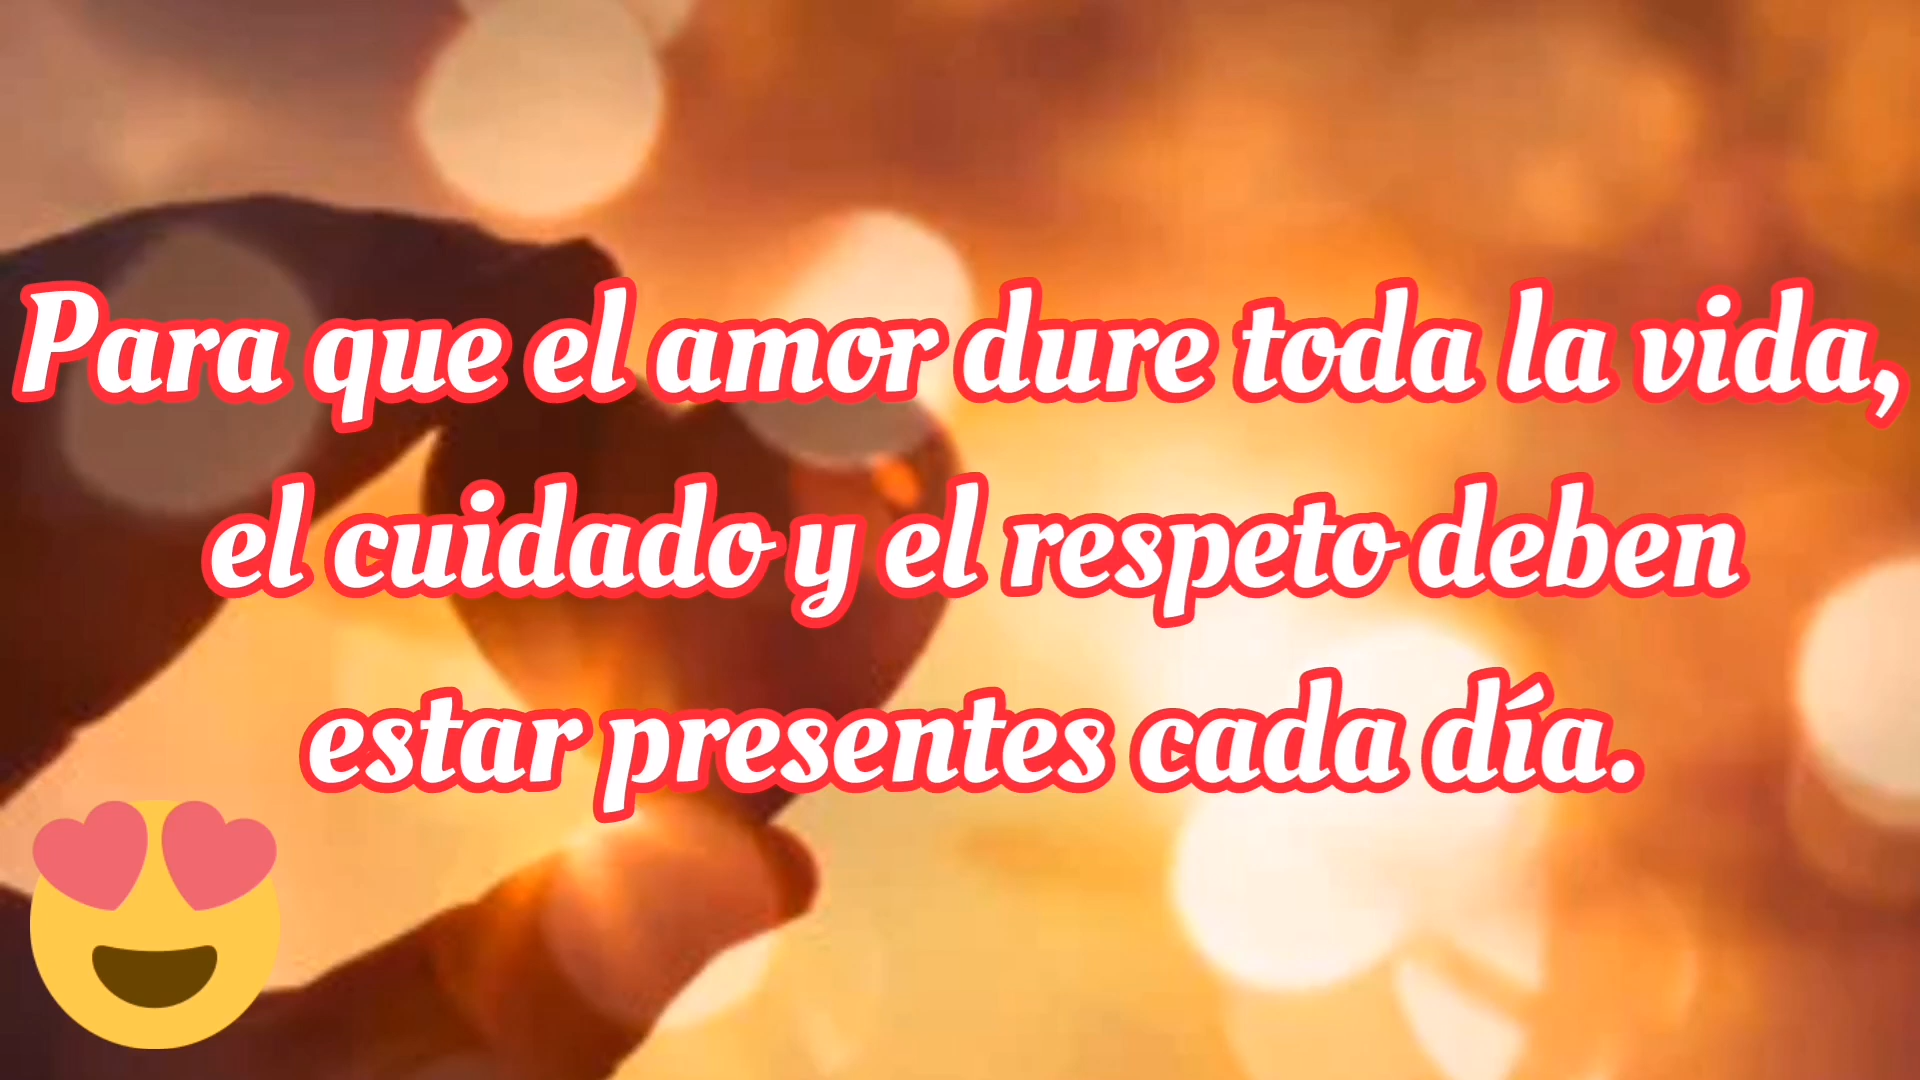 Para que el amor dure toda la vida,
el cuidado y el respeto deben
estar presentes cada día.